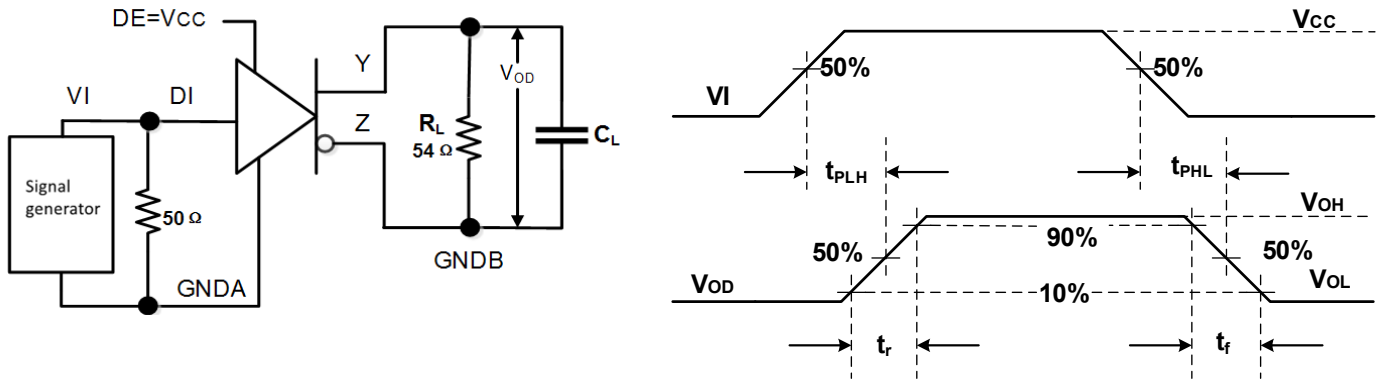 DE=VCC
VI
DI
Y
Z
VOD
RL
54 Ω
CL
Signal
generator
50 Ω
GNDA
GNDB
VCC
50%
50%
VI
tPLH
tPHL
VOH
90%
50%
50%
VOD
10%
VOL
tr
tf